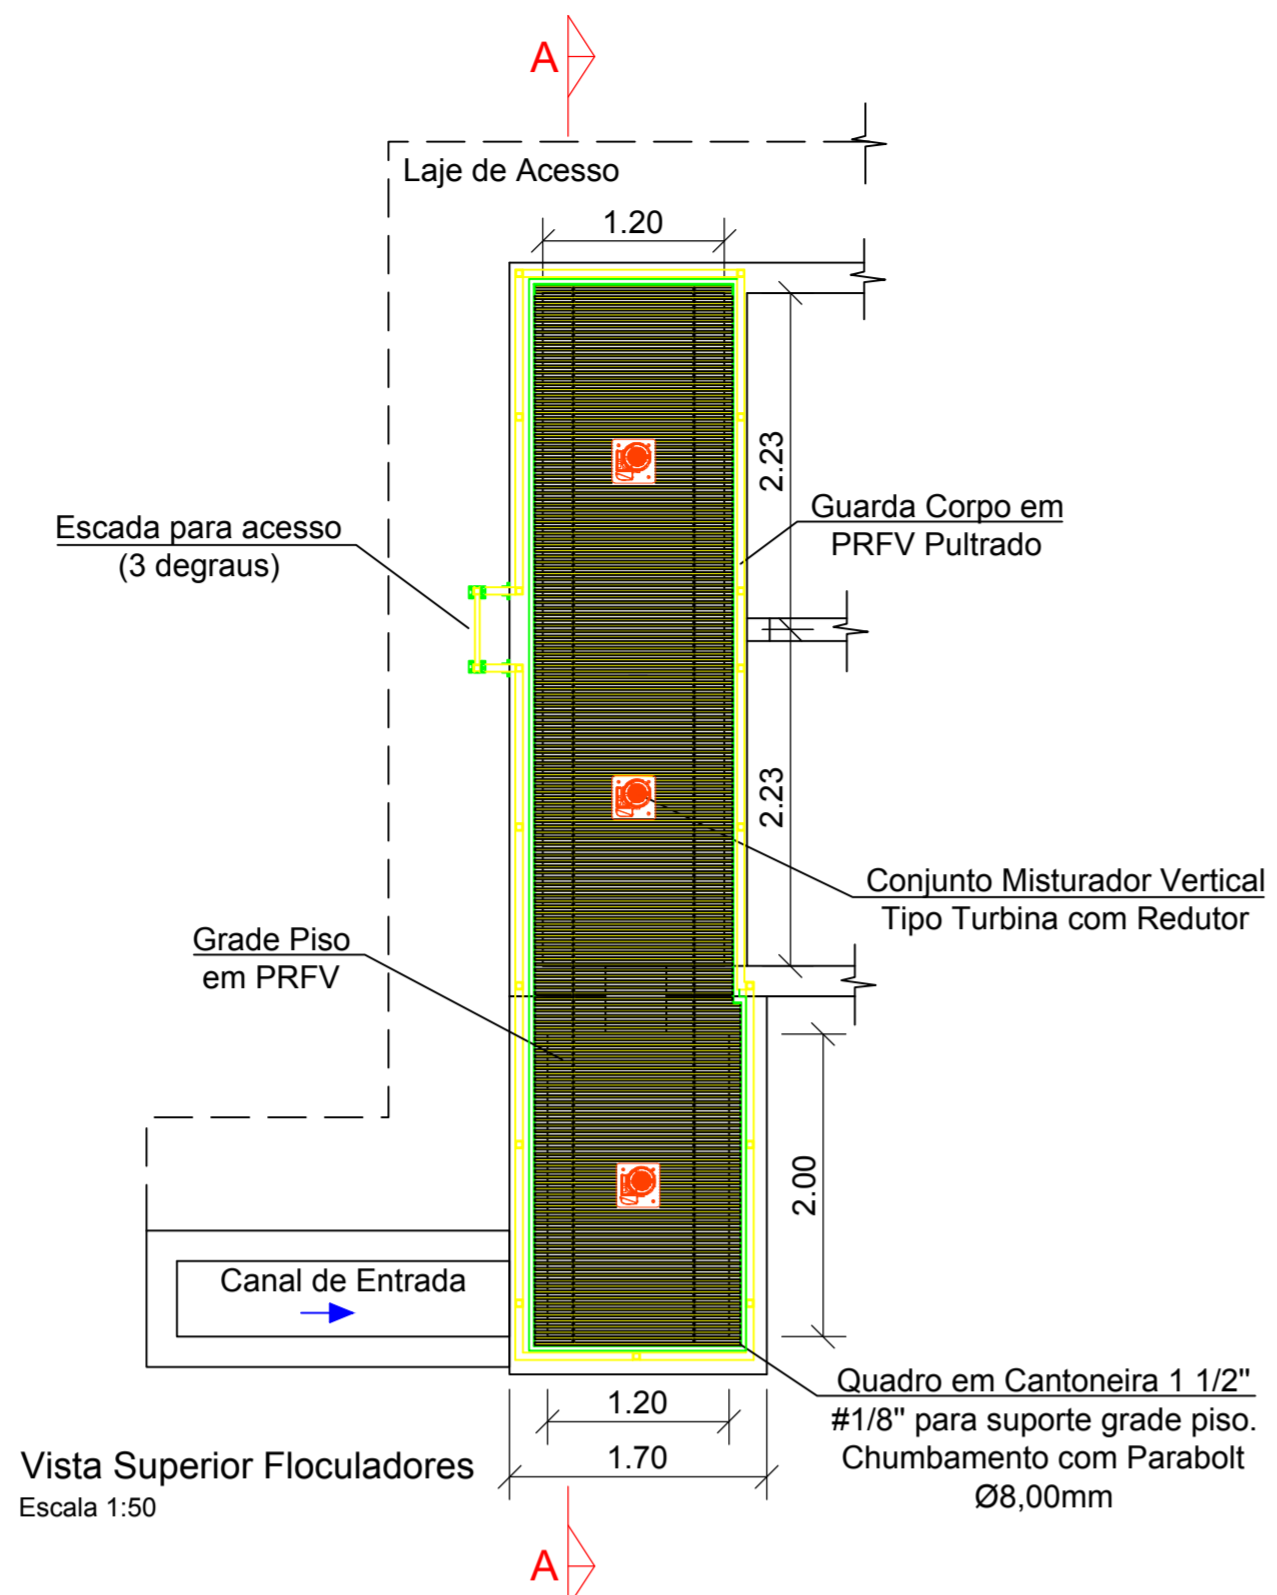 A
Laje de Acesso
1.20
2.23
Guarda Corpo em
PRFV Pultrado
Escada para acesso
(3 degraus)
2.23
Conjunto Misturador Vertical
Tipo Turbina com Redutor
Grade Piso
em PRFV
2.00
Canal de Entrada
Quadro em Cantoneira 1 1/2"
#1/8" para suporte grade piso.
Chumbamento com Parabolt
Ø8,00mm
1.20
1.70
Vista Superior Floculadores
Escala 1:50
A